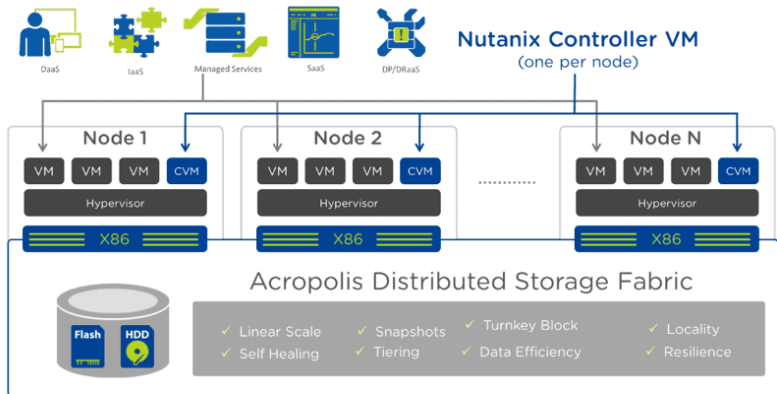 DaaS
IaaS
Managed Services
SaaS
DP/DRaaS
Nutanix Controller VM
(one per node)
Node 1
Node 2
Node N
VM VM VM CVM
VM VM VM CVM
VM VM VM CVM
Hypervisor
Hypervisor
Hypervisor
X86
X86
X86
Acropolis Distributed Storage Fabric
Flash HDD
✓ Linear Scale
✓ Snapshots
✓ Turnkey Block
✓ Locality
✓ Self Healing
✓ Tiering
✓ Data Efficiency
✓ Resilience